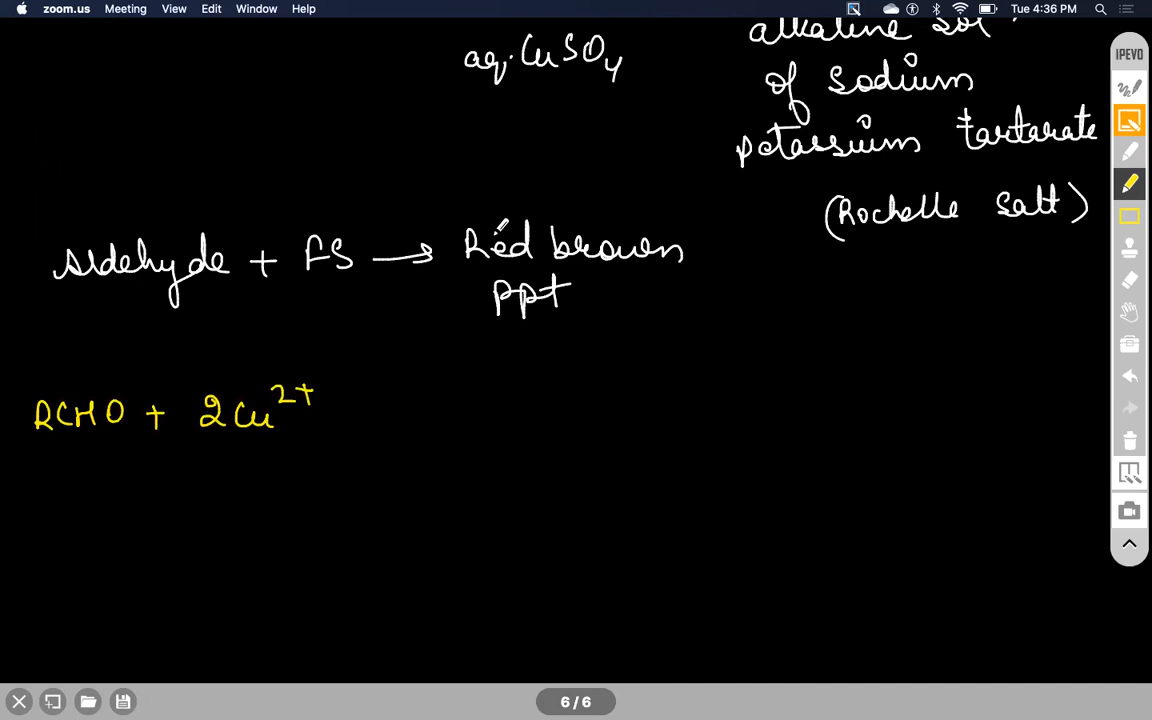 zoom.us Meeting View Edit Window Help Tue 4:36 PM
aq. CuSO4
alkaline sol
of sodium
potassium tartarate
(Rochelle Salt)
IPEVO
aldehyde + FS → Red brown
ppt
RCHO + 2Cu²⁺
6 / 6